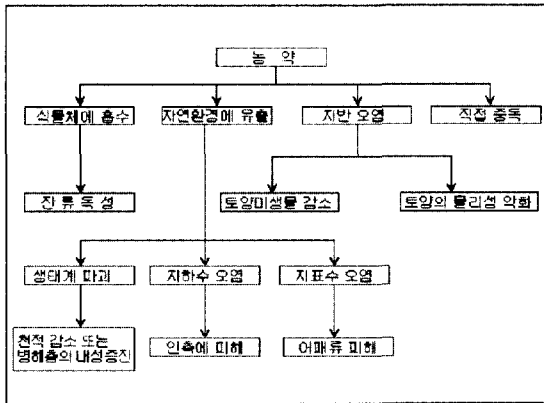 농 약
식물체에 흡수
자연환경에 유출
지반 오염
직접 중독
잔 류 독 성
토양미생물 감소
토양의 물리성 악화
생태계 파괴
지하수 오염
지표수 오염
천적 감소 또는
병해충의 내성증진
인축에 피해
어패류 피해